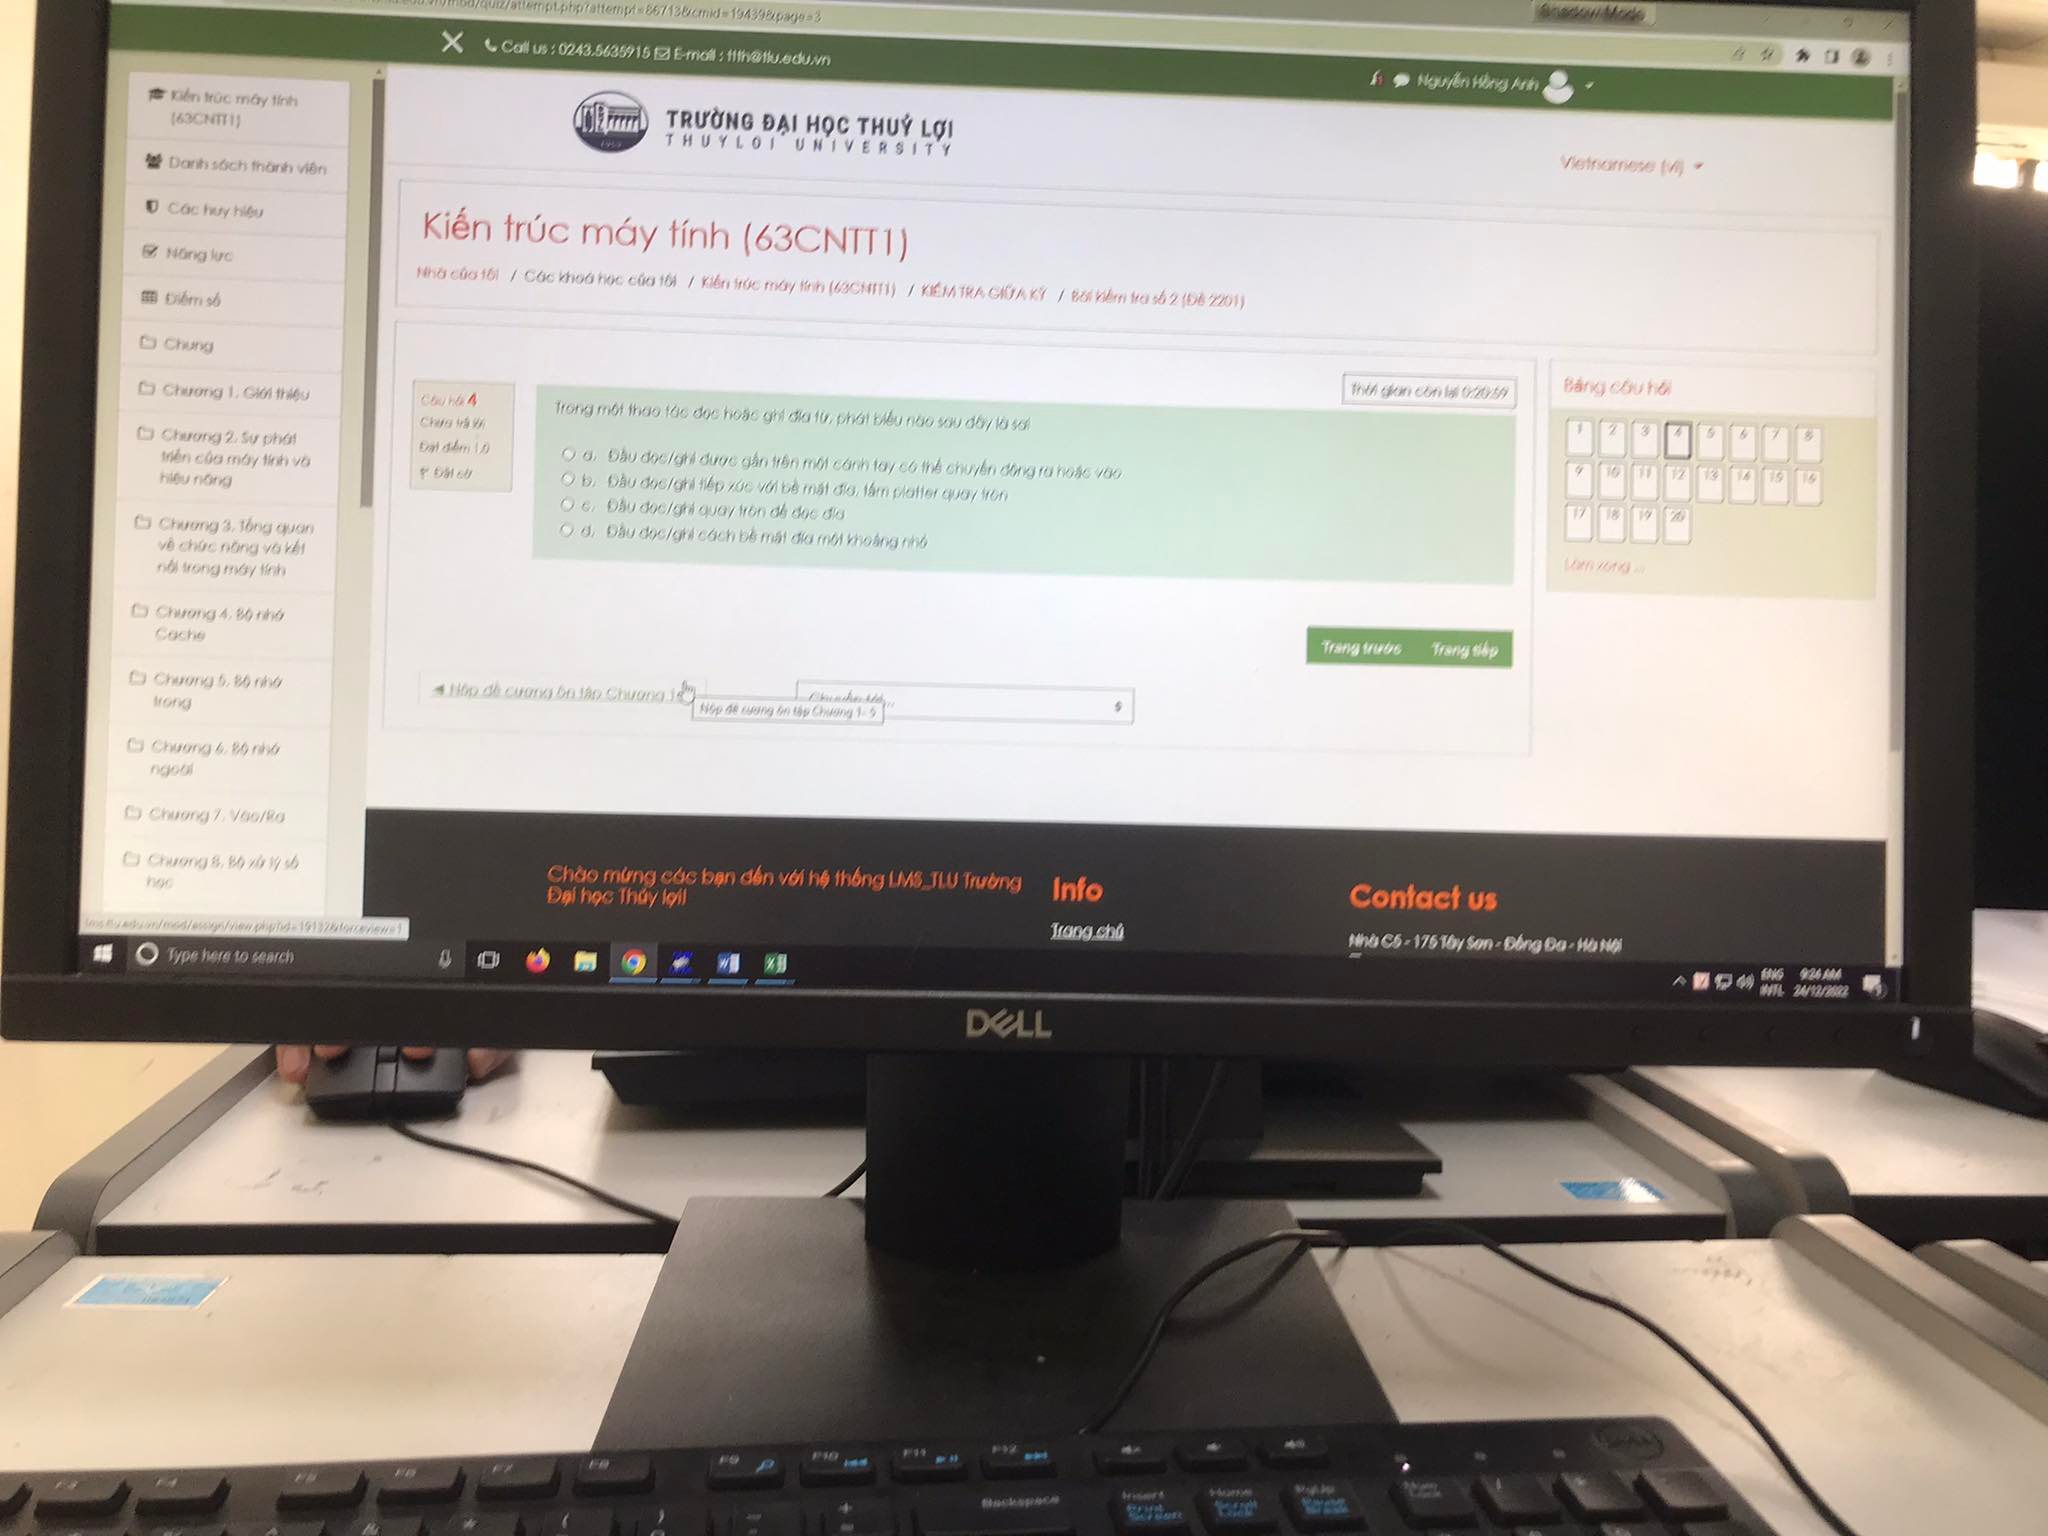 Shadow Mode
Call us : 0243.5635915 E-mail : ttth@tlu.edu.vn
Nguyễn Hồng Anh
TRƯỜNG ĐẠI HỌC THUỶ LỢI
THUYLOI UNIVERSITY
Vietnamese (vi)
Kiến trúc máy tính
(63CNTT1)
Danh sách thành viên
Các huy hiệu
Năng lực
Điểm số
Chung
Chương 1. Giới thiệu
Chương 2. Sự phát
triển của máy tính và
hiệu năng
Chương 3. Tổng quan
về chức năng và kết
nối trong máy tính
Chương 4. Bộ nhớ
Cache
Chương 5. Bộ nhớ
trong
Chương 6. Bộ nhớ
ngoài
Chương 7. Vào/Ra
Chương 8. Bộ xử lý số
học
Kiến trúc máy tính (63CNTT1)
Nhà của tôi / Các khoá học của tôi / Kiến trúc máy tính (63CNTT1) / KIỂM TRA GIỮA KỲ / Bài kiểm tra số 2 (Đề 2201)
Thời gian còn lại 0:20:59
Câu hỏi 4
Chưa trả lời
Đạt điểm 1,0
Đặt cờ
Trong một thao tác đọc hoặc ghi đĩa từ, phát biểu nào sau đây là sai
a. Đầu đọc/ghi được gắn trên một cánh tay có thể chuyển động ra hoặc vào
b. Đầu đọc/ghi tiếp xúc với bề mặt đĩa, tấm platter quay tròn
c. Đầu đọc/ghi quay tròn để đọc đĩa
d. Đầu đọc/ghi cách bề mặt đĩa một khoảng nhỏ
Bảng câu hỏi
1 2 3 4 5 6 7 8
9 10 11 12 13 14 15 16
17 18 19 20
Làm xong ...
Trang trước Trang tiếp
Nộp đề cương ôn tập Chương 1
Chuyển tới...
Nộp đề cương ôn tập Chương 1- 5
Chào mừng các bạn đến với hệ thống LMS_TLU Trường
Đại học Thủy lợi!
Info
Trang chủ
Contact us
Nhà C5 - 175 Tây Sơn - Đống Đa - Hà Nội
lms.tlu.edu.vn/mod/assign/view.php?id=19132&forceview=1
Type here to search
ENG
INTL
9:24 AM
24/12/2022
DELL
F3 F4 F5 F6 F7 F8 F9 F10 F11 F12
Backspace
Insert
Print
Screen
Home
Scroll
Lock
PgUp
Pause
Break
Num
Lock